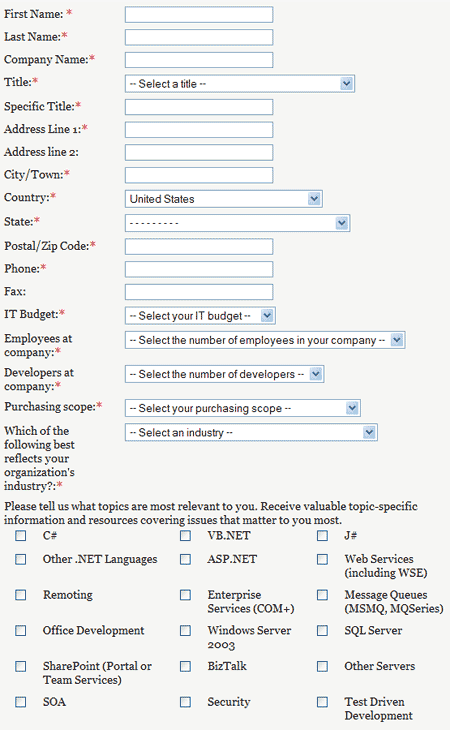 First Name:*
Last Name:*
Company Name:*
Title:* -- Select a title --
Specific Title:*
Address Line 1:*
Address line 2:
City/Town:*
Country:* United States
State:* - - - - - - - - -
Postal/Zip Code:*
Phone:*
Fax:
IT Budget:* -- Select your IT budget --
Employees at -- Select the number of employees in your company --
company:*
Developers at -- Select the number of developers --
company:*
Purchasing scope:* -- Select your purchasing scope --
Which of the -- Select an industry --
following best
reflects your
organization's
industry?:*
Please tell us what topics are most relevant to you. Receive valuable topic-specific
information and resources covering issues that matter to you most.
C# VB.NET J#
Other .NET Languages ASP.NET Web Services
(including WSE)
Remoting Enterprise Message Queues
Services (COM+) (MSMQ, MQSeries)
Office Development Windows Server SQL Server
2003
SharePoint (Portal or BizTalk Other Servers
Team Services)
SOA Security Test Driven
Development